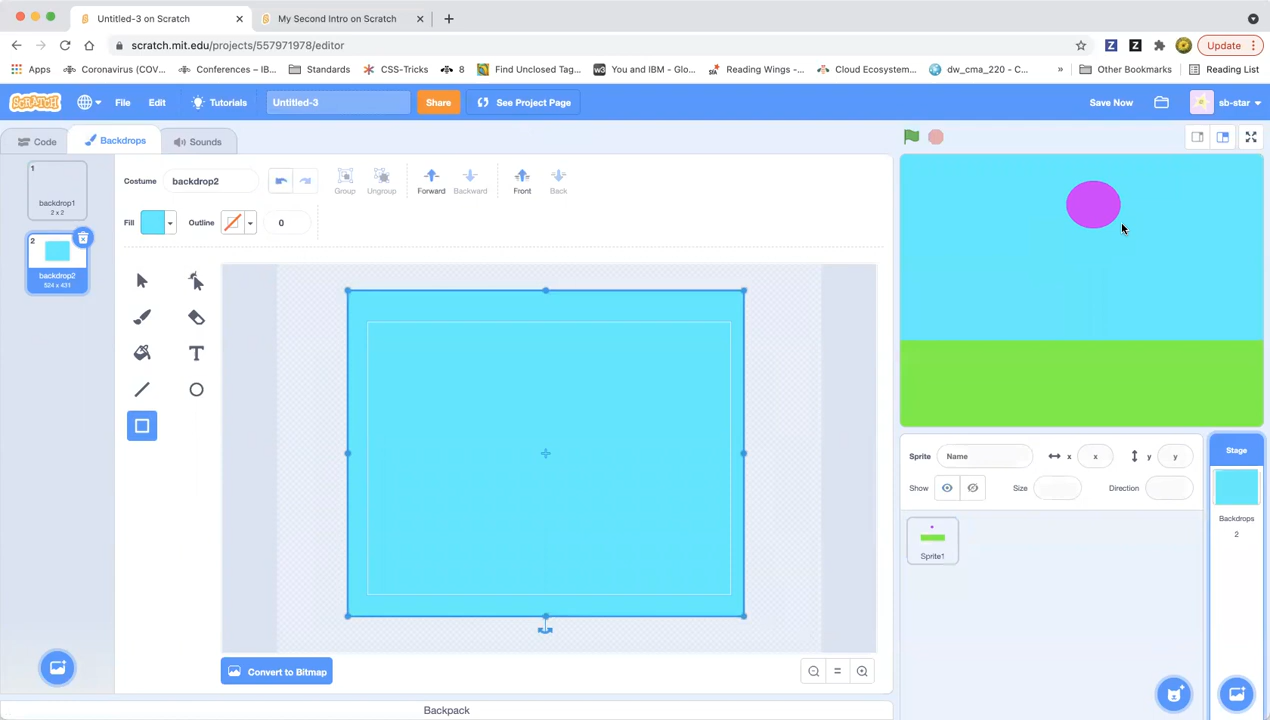 Untitled-3 on Scratch
My Second Intro on Scratch
scratch.mit.edu/projects/557971978/editor
Update
Apps
Coronavirus (COV...
Conferences – IB...
Standards
CSS-Tricks
8
Find Unclosed Tag...
You and IBM - Glo...
Reading Wings -...
Cloud Ecosystem...
dw_cma_220 - C...
»
Other Bookmarks
Reading List
SCRATCH
File
Edit
Tutorials
Untitled-3
Share
See Project Page
Save Now
sb-star
Code
Backdrops
Sounds
1
backdrop1
2 x 2
2
backdrop2
524 x 431
Costume
backdrop2
Group
Ungroup
Forward
Backward
Front
Back
Fill
Outline
0
T
Convert to Bitmap
Backpack
Sprite
Name
x
x
y
y
Show
Size
Direction
Sprite1
Stage
Backdrops
2